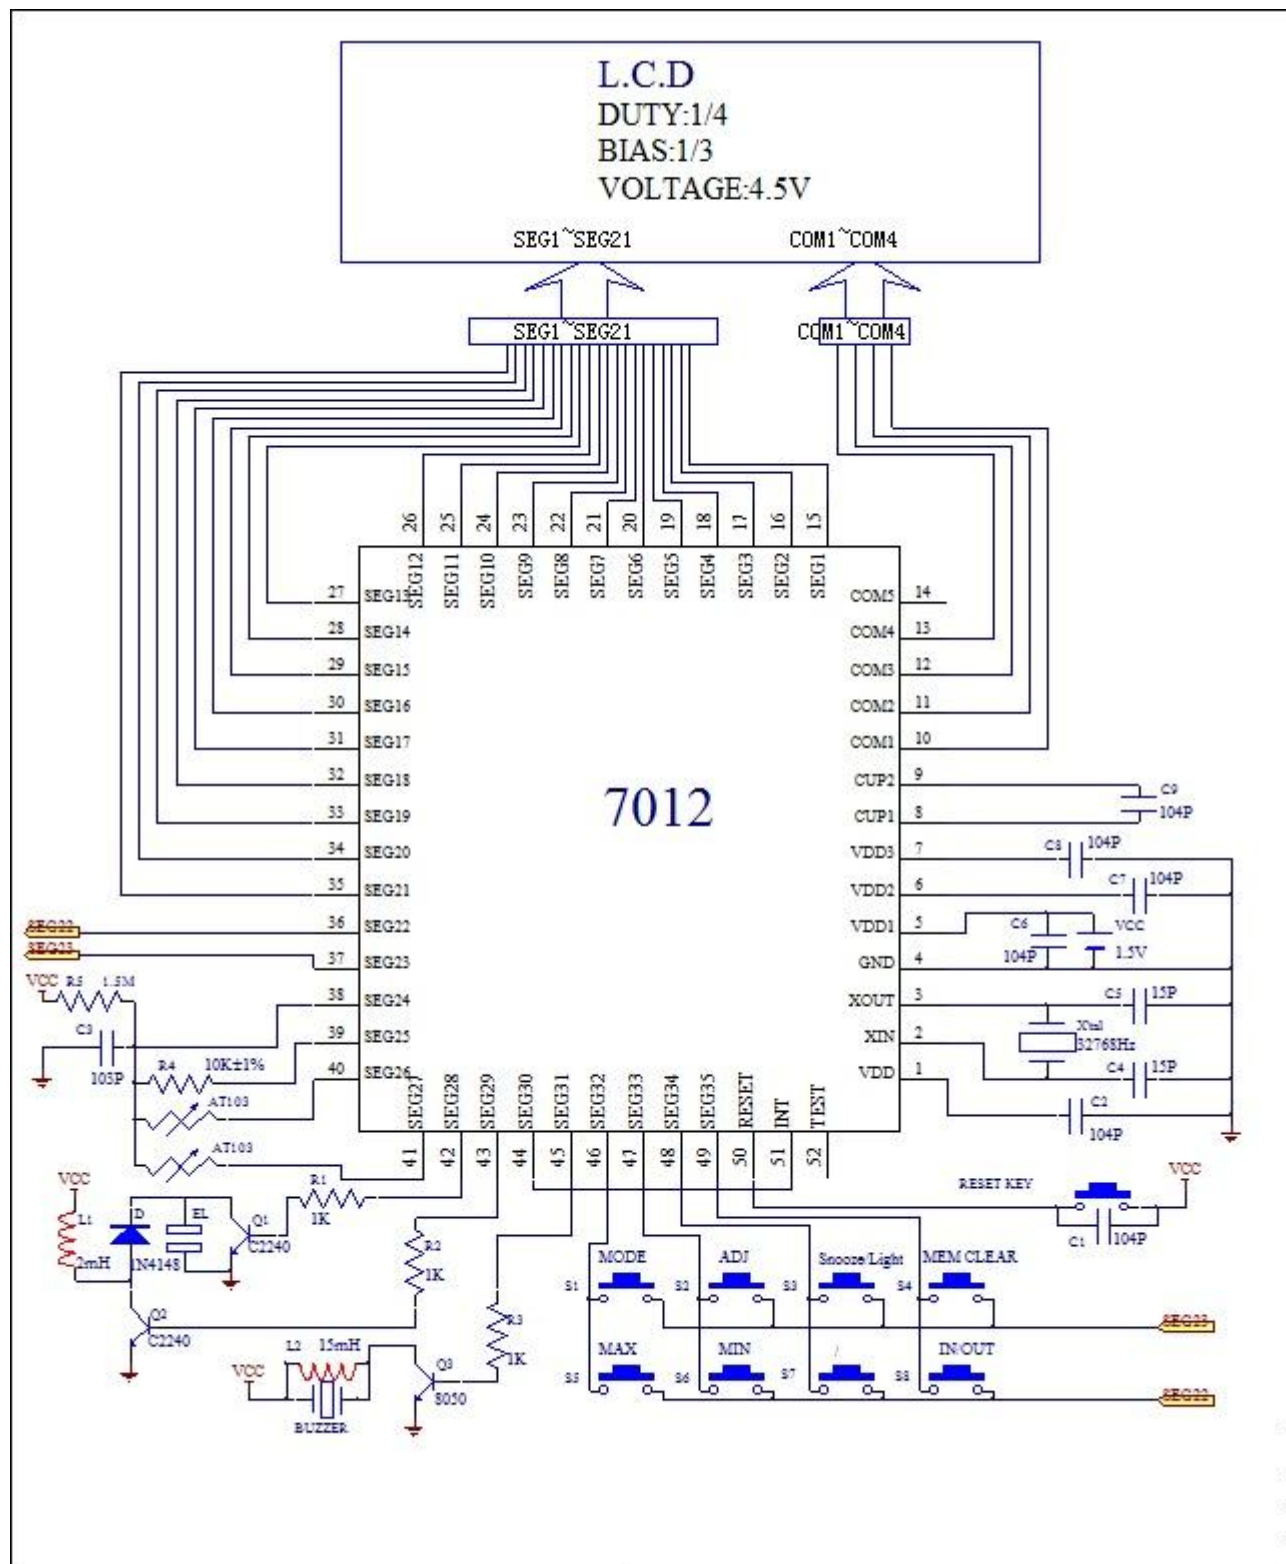 L.C.D
DUTY:1/4
BIAS:1/3
VOLTAGE:4.5V
SEG1~SEG21 COM1~COM4
SEG1~SEG21 COM1~COM4
26 25 24 23 22 21 20 19 18 17 16 15
SEG12 SEG11 SEG10 SEG9 SEG8 SEG7 SEG6 SEG5 SEG4 SEG3 SEG2 SEG1
27 SEG13 COM5 14
28 SEG14 COM4 13
29 SEG15 COM3 12
30 SEG16 COM2 11
31 SEG17 COM1 10
32 SEG18 CUP2 9
C9
104P
7012
33 SEG19 CUP1 8
34 SEG20 VDD3 7 C8 104P
35 SEG21 VDD2 6 C7 104P
36 SEG22 VDD1 5 C6 104P VCC 1.5V
SEG22
SEG23
37 SEG23 GND 4
VCC R5 1.5M
38 SEG24 XOUT 3 C5 15P
C3 103P
39 SEG25 XIN 2 Xtal
32768Hz
R4 10K±1%
40 SEG26 VDD 1 C4 15P
C2 104P
AT103
AT103
SEG27 SEG28 SEG29 SEG30 SEG31 SEG32 SEG33 SEG34 SEG35 RESET INT TEST
41 42 43 44 45 46 47 48 49 50 51 52
RESET KEY VCC
C1 104P
VCC L1 2mH
D 1N4148
EL
Q1 C2240
R1 1K
R2 1K
R3 1K
Q2 C2240
L2 15mH
VCC
BUZZER
Q3 8050
MODE ADJ Snooze/Light MEM CLEAR
S1 S2 S3 S4
SEG23
MAX MIN / IN/OUT
S5 S6 S7 S8
SEG22